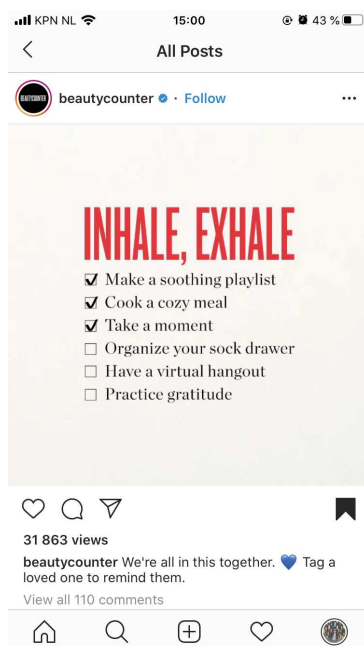 KPN NL 15:00 43 %
All Posts
BEAUTYCOUNTER
beautycounter · Follow
INHALE, EXHALE
Make a soothing playlist
Cook a cozy meal
Take a moment
Organize your sock drawer
Have a virtual hangout
Practice gratitude
31 863 views
beautycounter We're all in this together. 💙 Tag a
loved one to remind them.
View all 110 comments